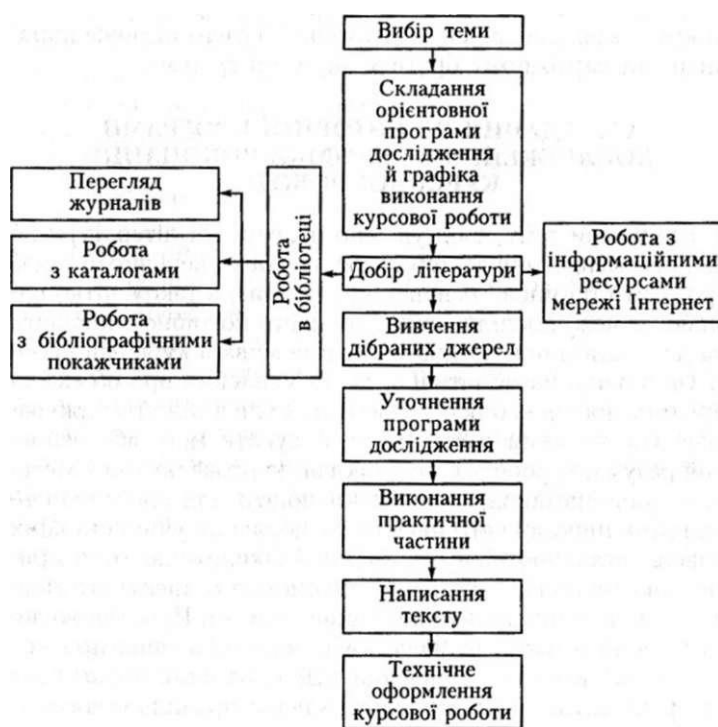 Вибір теми
Складання
орієнтовної
програми
дослідження
й графіка
виконання
курсової роботи
Перегляд
журналів
Робота
з каталогами
Робота
з бібліографічними
покажчиками
Робота
в бібліотеці
Добір літератури
Робота з
інформаційними
ресурсами
мережі Інтернет
Вивчення
дібраних джерел
Уточнення
програми
дослідження
Виконання
практичної
частини
Написання
тексту
Технічне
оформлення
курсової роботи